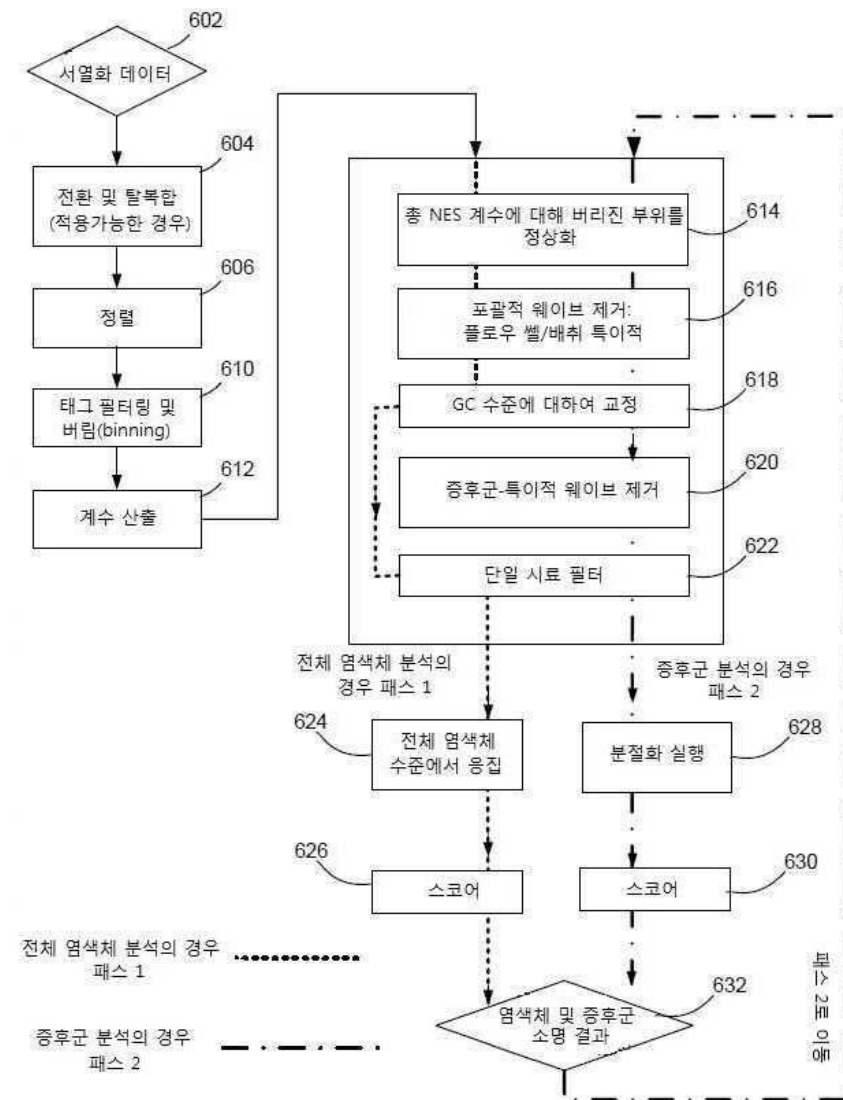 602
서열화 데이터
604
전환 및 탈복합
(적용가능한 경우)
606
정렬
610
태그 필터링 및
버림(binning)
612
계수 산출
총 NES 계수에 대해 버리진 부위를
정상화
614
포괄적 웨이브 제거:
플로우 쎌/배취 특이적
616
GC 수준에 대하여 교정
618
증후군-특이적 웨이브 제거
620
단일 시료 필터
622
전체 염색체 분석의
경우 패스 1
증후군 분석의 경우
패스 2
624
전체 염색체
수준에서 응집
628
분절화 실행
626
스코어
630
스코어
전체 염색체 분석의 경우
패스 1
632
염색체 및 증후군
소명 결과
패스 2로 이동
증후군 분석의 경우
패스 2